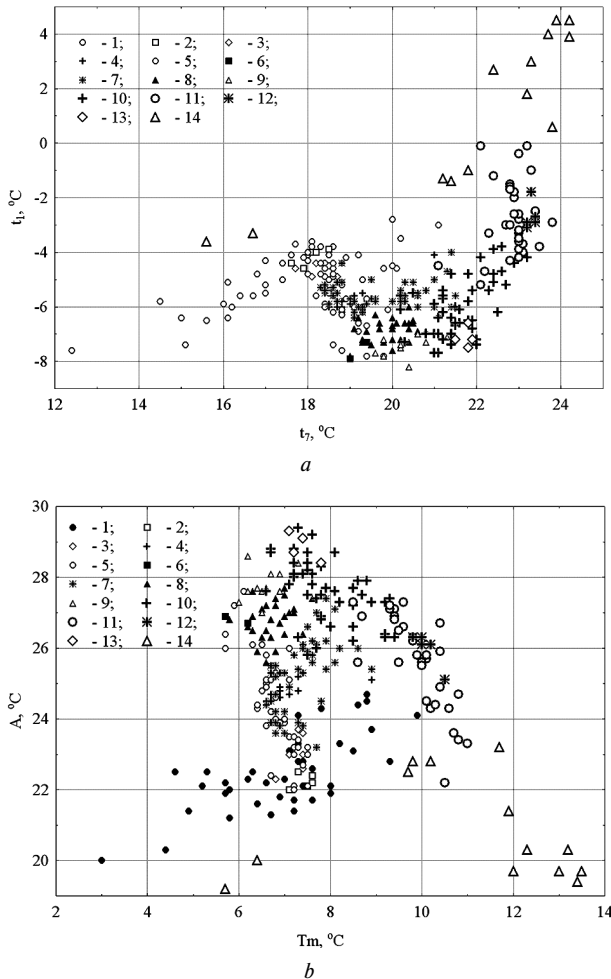 - 1; - 2; - 3;
- 4; - 5; - 6;
- 7; - 8; - 9;
- 10; - 11; - 12;
- 13; - 14
4
2
0
-2
-4
-6
-8
t₁, °C
12 14 16 18 20 22 24
t₇, °C
a
30
28
26
24
22
20
A, °C
- 1; - 2;
- 3; - 4;
- 5; - 6;
- 7; - 8;
- 9; - 10;
- 11; - 12;
- 13; - 14
2 4 6 8 10 12 14
Tm, °C
b